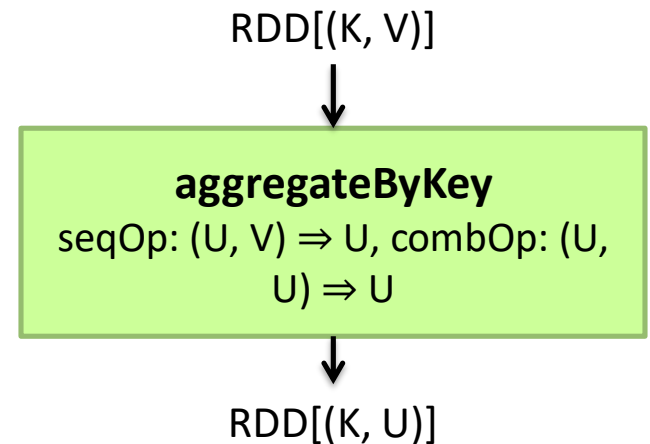 RDD[(K, V)]
aggregateByKey
seqOp: (U, V) ⇒ U, combOp: (U,
U) ⇒ U
RDD[(K, U)]